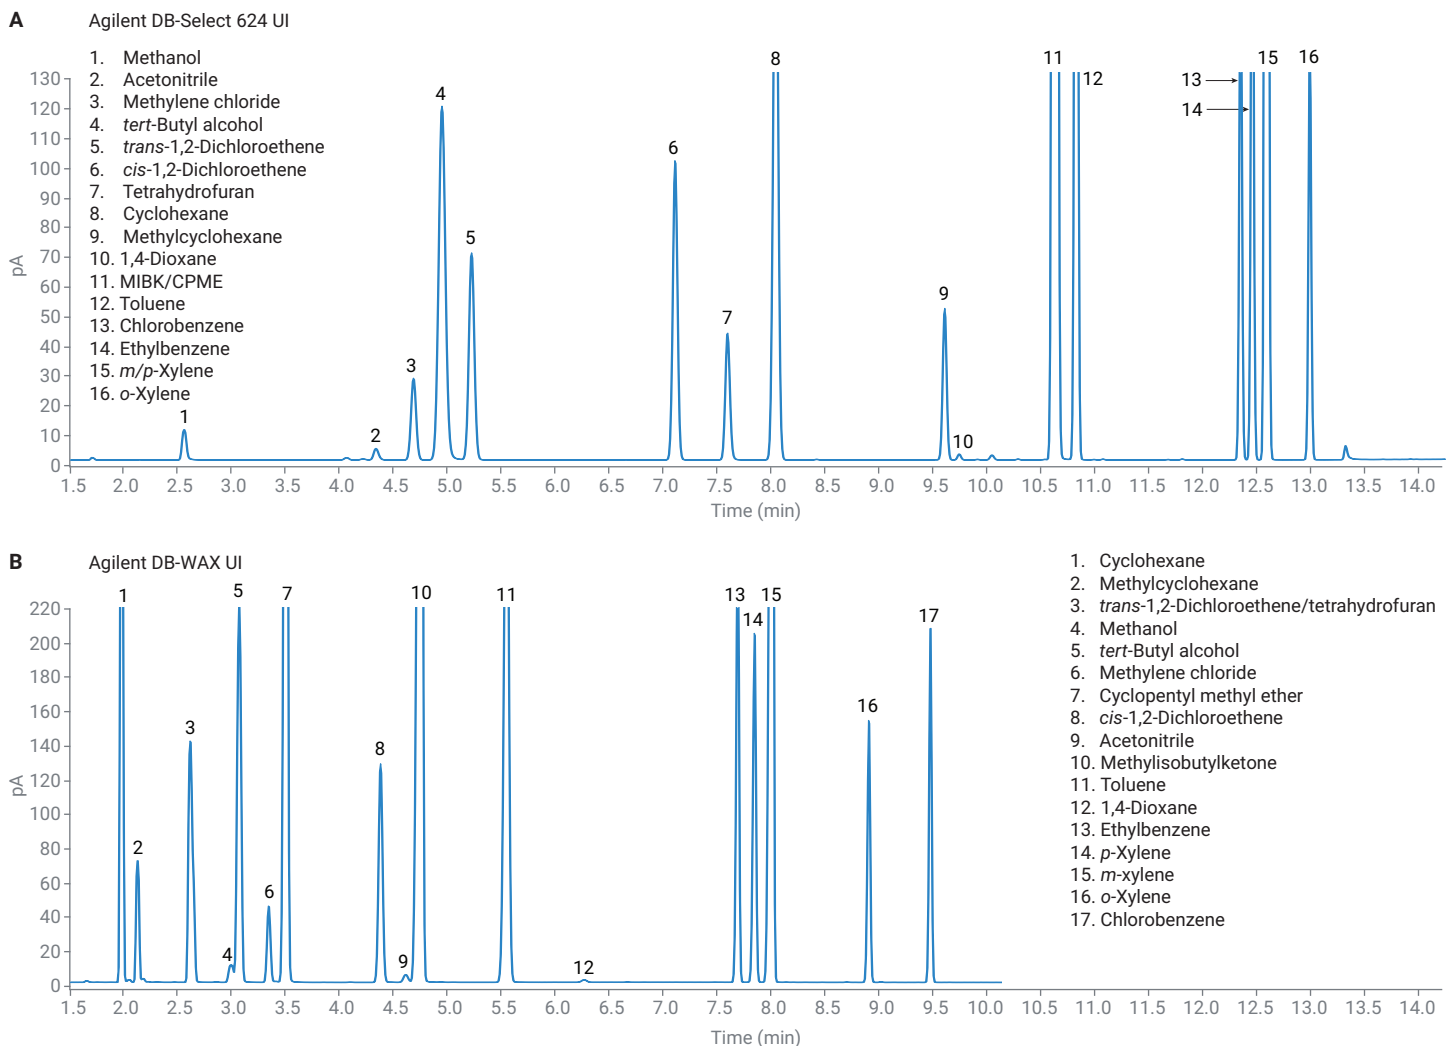 A Agilent DB-Select 624 UI
1. Methanol
2. Acetonitrile
3. Methylene chloride
4. tert-Butyl alcohol
5. trans-1,2-Dichloroethene
6. cis-1,2-Dichloroethene
7. Tetrahydrofuran
8. Cyclohexane
9. Methylcyclohexane
10. 1,4-Dioxane
11. MIBK/CPME
12. Toluene
13. Chlorobenzene
14. Ethylbenzene
15. m/p-Xylene
16. o-Xylene
130
120
110
100
90
80
70
60
50
40
30
20
10
0
pA
1
2
3
4
5
6
7
8
9
10
11
12
13
14
15
16
1.5 2.0 2.5 3.0 3.5 4.0 4.5 5.0 5.5 6.0 6.5 7.0 7.5 8.0 8.5 9.0 9.5 10.0 10.5 11.0 11.5 12.0 12.5 13.0 13.5 14.0
Time (min)
B Agilent DB-WAX UI
1. Cyclohexane
2. Methylcyclohexane
3. trans-1,2-Dichloroethene/tetrahydrofuran
4. Methanol
5. tert-Butyl alcohol
6. Methylene chloride
7. Cyclopentyl methyl ether
8. cis-1,2-Dichloroethene
9. Acetonitrile
10. Methylisobutylketone
11. Toluene
12. 1,4-Dioxane
13. Ethylbenzene
14. p-Xylene
15. m-xylene
16. o-Xylene
17. Chlorobenzene
220
200
180
160
140
120
100
80
60
40
20
0
pA
1
2
3
4
5
6
7
8
9
10
11
12
13
14
15
16
17
1.5 2.0 2.5 3.0 3.5 4.0 4.5 5.0 5.5 6.0 6.5 7.0 7.5 8.0 8.5 9.0 9.5 10.0 10.5 11.0 11.5 12.0 12.5 13.0 13.5 14.0
Time (min)